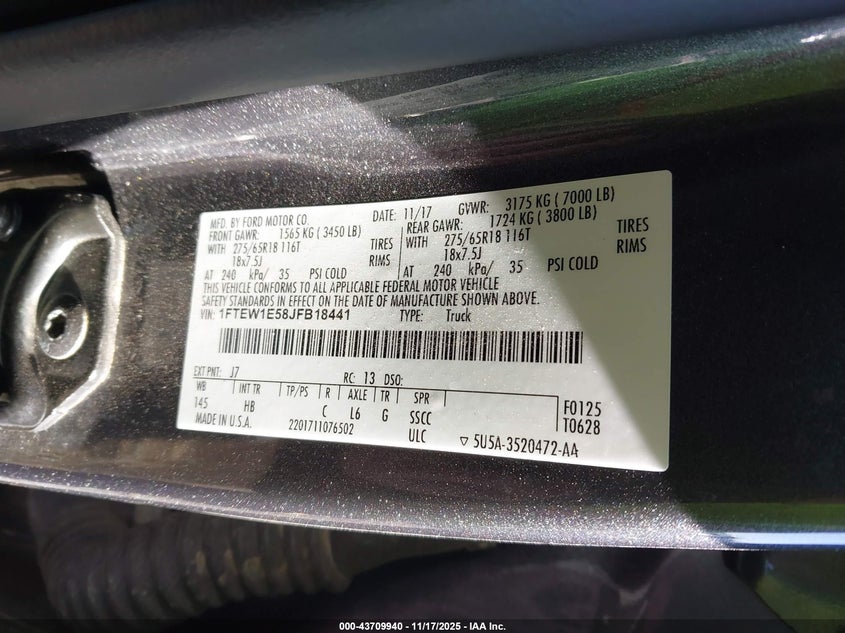 MFD. BY FORD MOTOR CO. DATE: 11/17 GVWR: 3175 KG ( 7000 LB)
FRONT GAWR: 1565 KG ( 3450 LB) REAR GAWR: 1724 KG ( 3800 LB)
WITH 275/65R18 116T TIRES WITH 275/65R18 116T TIRES
18x7.5J RIMS 18x7.5J RIMS
AT 240 kPa/ 35 PSI COLD AT 240 kPa/ 35 PSI COLD
THIS VEHICLE CONFORMS TO ALL APPLICABLE FEDERAL MOTOR VEHICLE
SAFETY STANDARDS IN EFFECT ON THE DATE OF MANUFACTURE SHOWN ABOVE.
VIN: 1FTEW1E58JFB18441 TYPE: Truck
EXT PNT: J7 RC: 13 DSO:
WB INT TR TP/PS R AXLE TR SPR
145 HB C L6 G SSCC F0125
MADE IN U.S.A. 2201711076502 ULC T0628
▽ 5U5A-3520472-AA
000-43709940 - 11/17/2025 - IAA Inc.